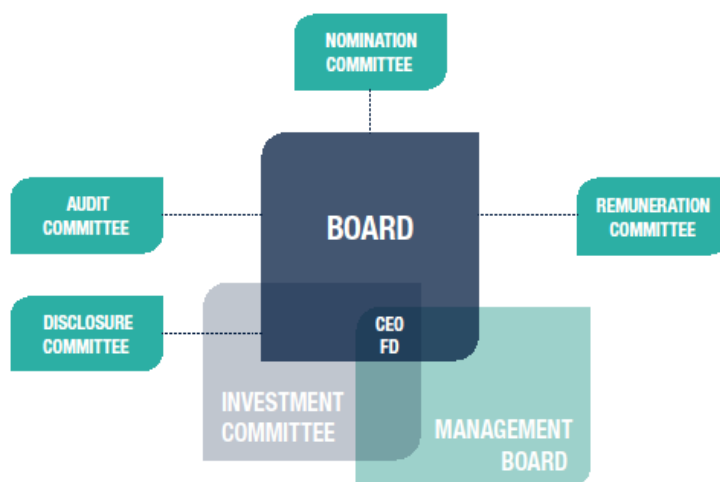 NOMINATION
COMMITTEE
AUDIT
COMMITTEE
BOARD
REMUNERATION
COMMITTEE
DISCLOSURE
COMMITTEE
CEO
FD
INVESTMENT
COMMITTEE
MANAGEMENT
BOARD